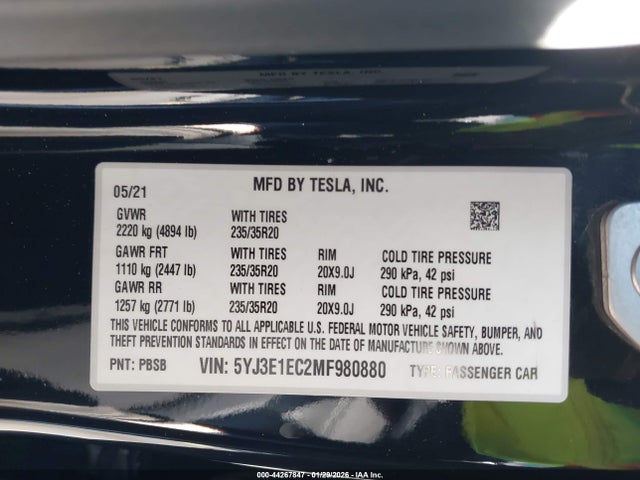 05/21 MFD BY TESLA, INC.
GVWR WITH TIRES
2220 kg (4894 lb) 235/35R20
GAWR FRT WITH TIRES RIM COLD TIRE PRESSURE
1110 kg (2447 lb) 235/35R20 20X9.0J 290 kPa, 42 psi
GAWR RR WITH TIRES RIM COLD TIRE PRESSURE
1257 kg (2771 lb) 235/35R20 20X9.0J 290 kPa, 42 psi
THIS VEHICLE CONFORMS TO ALL APPLICABLE U.S. FEDERAL MOTOR VEHICLE SAFETY, BUMPER, AND
THEFT PREVENTION STANDARDS IN EFFECT ON THE DATE OF MANUFACTURE SHOWN ABOVE.
PNT: PBSB VIN: 5YJ3E1EC2MF980880 TYPE: PASSENGER CAR
000-44267847 - 01/29/2026 - IAA Inc.